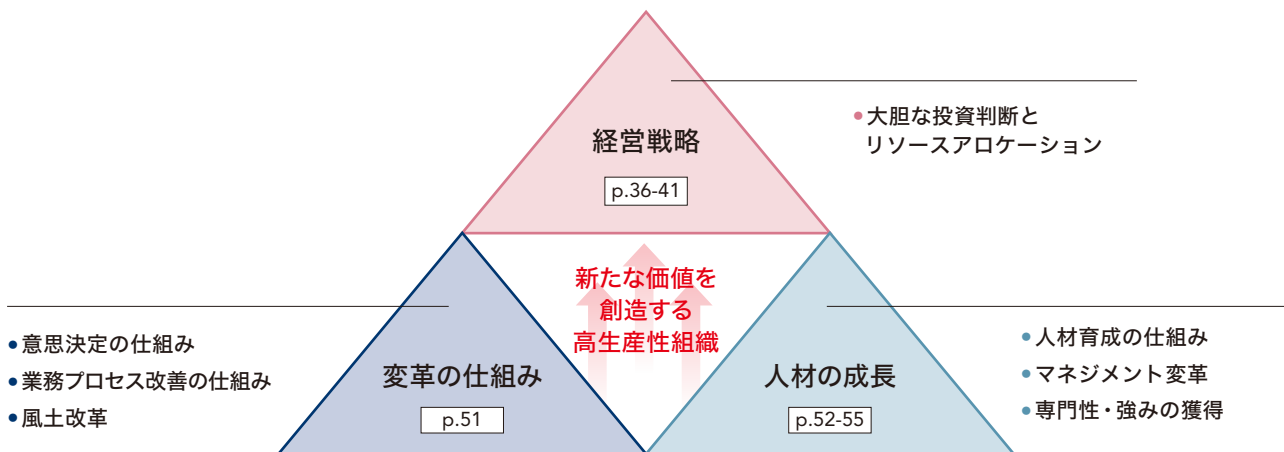 経営戦略
p.36-41
•大胆な投資判断と
リソースアロケーション
新たな価値を
創造する
高生産性組織
変革の仕組み
p.51
•意思決定の仕組み
•業務プロセス改善の仕組み
•風土改革
人材の成長
p.52-55
•人材育成の仕組み
•マネジメント変革
•専門性・強みの獲得